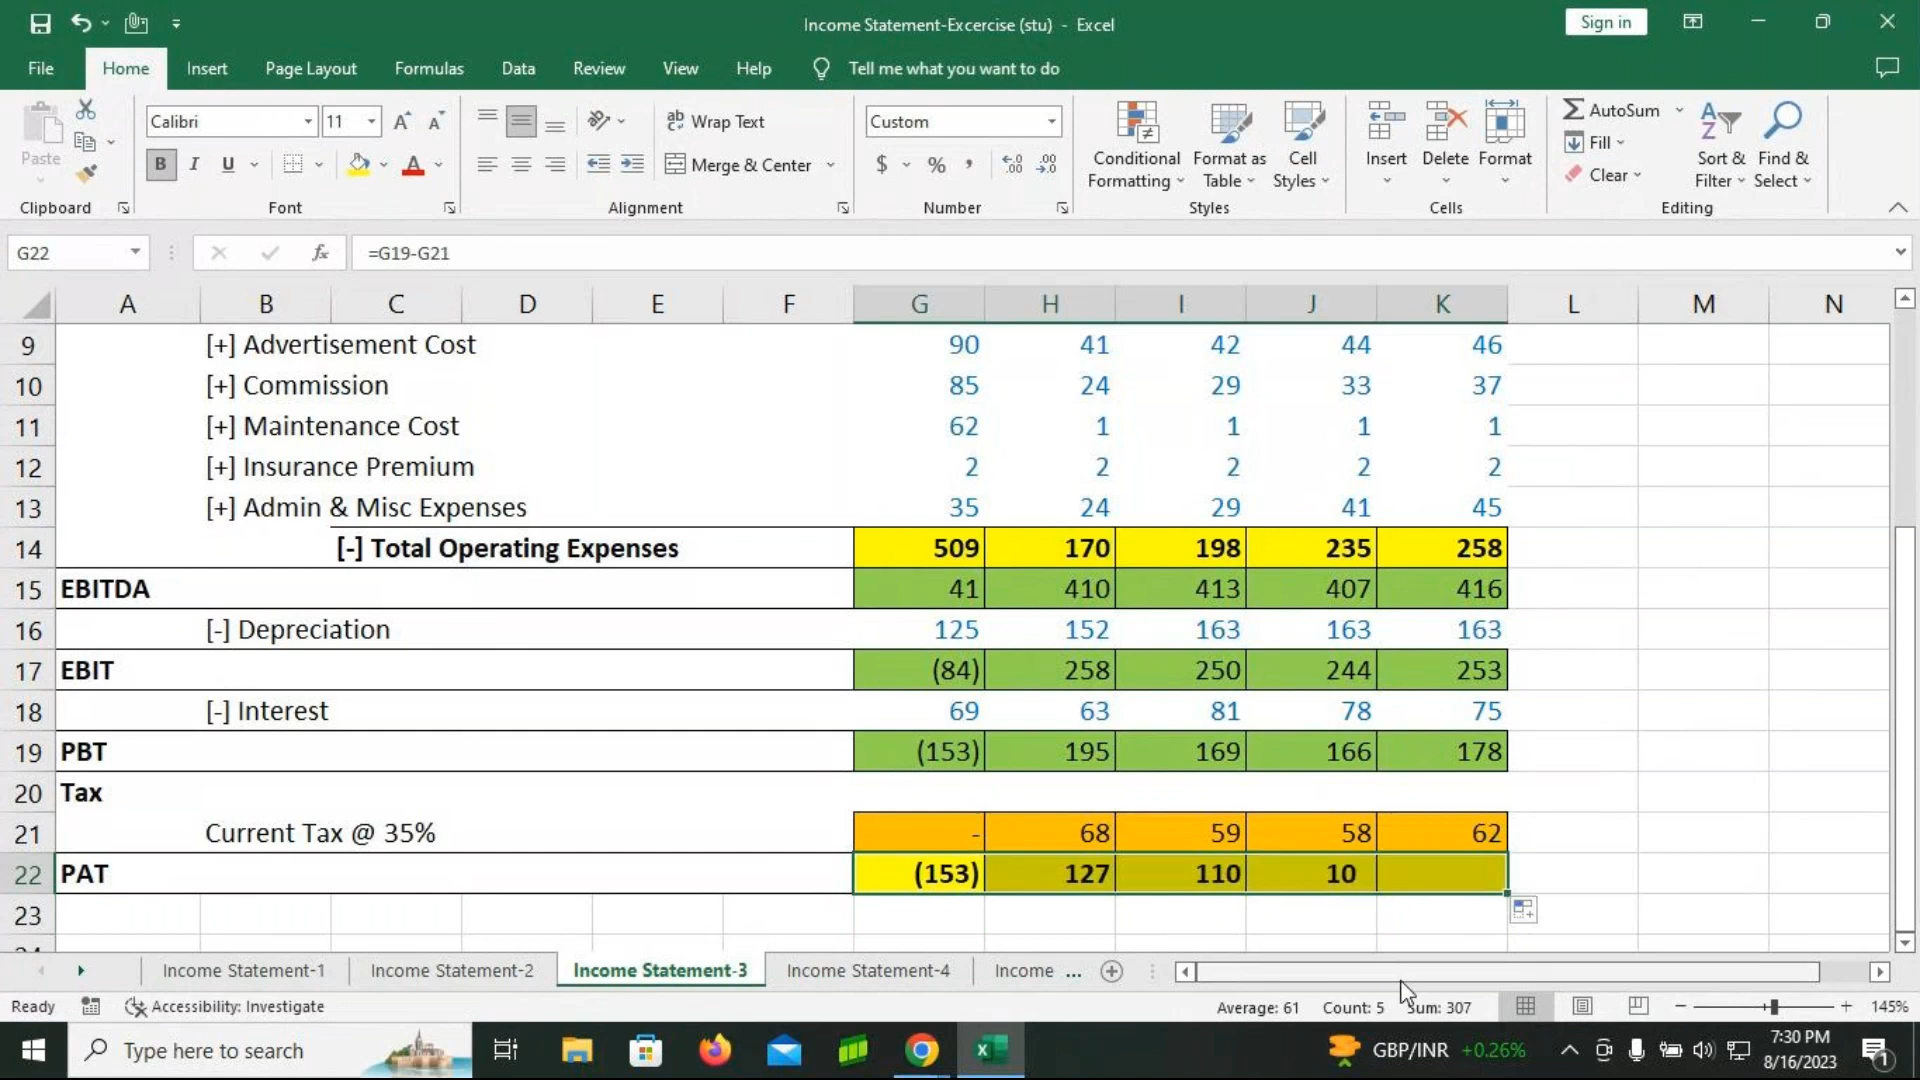 Income Statement-Excercise (stu) - Excel
Sign in
File Home Insert Page Layout Formulas Data Review View Help Tell me what you want to do
Paste
Calibri 11
B I U
Wrap Text
Merge & Center
Custom
$ % ,
Conditional Formatting
Format as Table
Cell Styles
Insert Delete Format
AutoSum
Fill
Clear
Sort & Filter
Find & Select
Clipboard Font Alignment Number Styles Cells Editing
G22 fx =G19-G21
A B C D E F G H I J K L M N
9 [+] Advertisement Cost 90 41 42 44 46
10 [+] Commission 85 24 29 33 37
11 [+] Maintenance Cost 62 1 1 1 1
12 [+] Insurance Premium 2 2 2 2 2
13 [+] Admin & Misc Expenses 35 24 29 41 45
14 [-] Total Operating Expenses 509 170 198 235 258
15 EBITDA 41 410 413 407 416
16 [-] Depreciation 125 152 163 163 163
17 EBIT (84) 258 250 244 253
18 [-] Interest 69 63 81 78 75
19 PBT (153) 195 169 166 178
20 Tax
21 Current Tax @ 35% - 68 59 58 62
22 PAT (153) 127 110 10
23
Income Statement-1 Income Statement-2 Income Statement-3 Income Statement-4 Income ...
Ready Accessibility: Investigate Average: 61 Count: 5 Sum: 307 145%
Type here to search
GBP/INR +0.26%
7:30 PM
8/16/2023
1